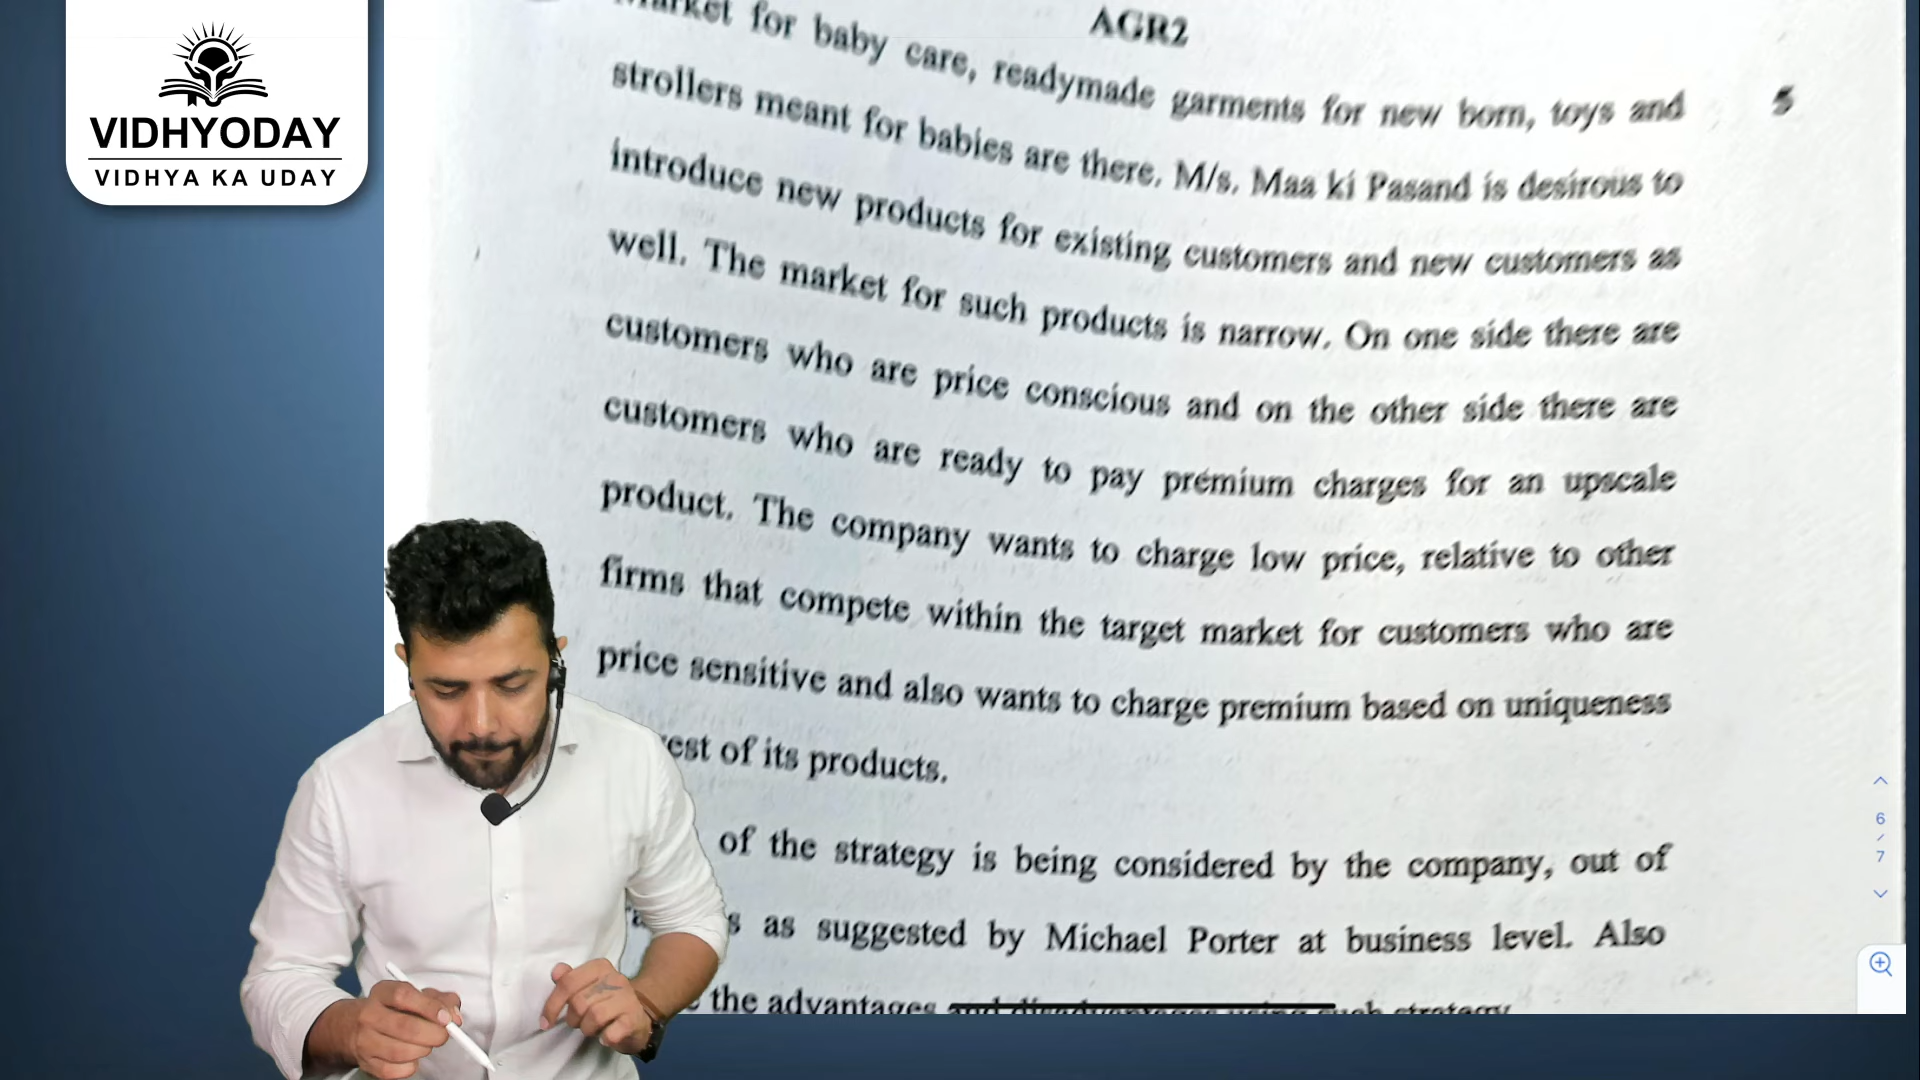 VIDHYODAY
VIDHYA KA UDAY
AGR2
Market for baby care, readymade garments for new born, toys and
5
strollers meant for babies are there. M/s. Maa ki Pasand is desirous to
introduce new products for existing customers and new customers as
well. The market for such products is narrow. On one side there are
customers who are price conscious and on the other side there are
customers who are ready to pay premium charges for an upscale
product. The company wants to charge low price, relative to other
firms that compete within the target market for customers who are
price sensitive and also wants to charge premium based on uniqueness
of its products.
of the strategy is being considered by the company, out of
as suggested by Michael Porter at business level. Also
the advantages and disadvantages using such strategy.
6
/
7